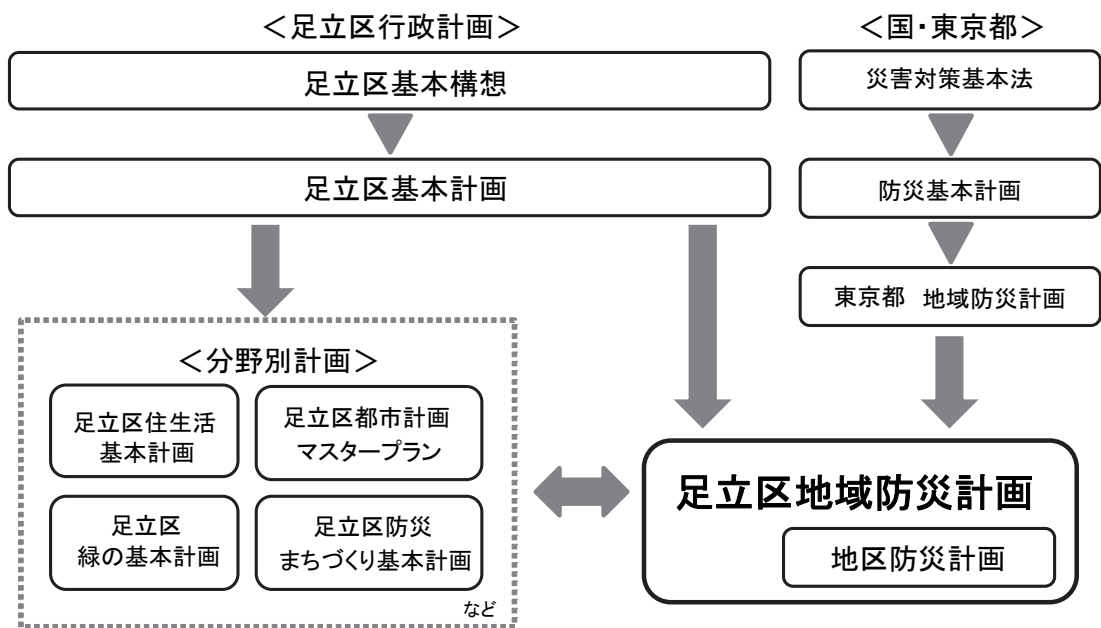 ＜足立区行政計画＞
足立区基本構想
足立区基本計画
＜国・東京都＞
災害対策基本法
防災基本計画
東京都　地域防災計画
＜分野別計画＞
足立区住生活
基本計画
足立区都市計画
マスタープラン
足立区
緑の基本計画
足立区防災
まちづくり基本計画
など
足立区地域防災計画
地区防災計画